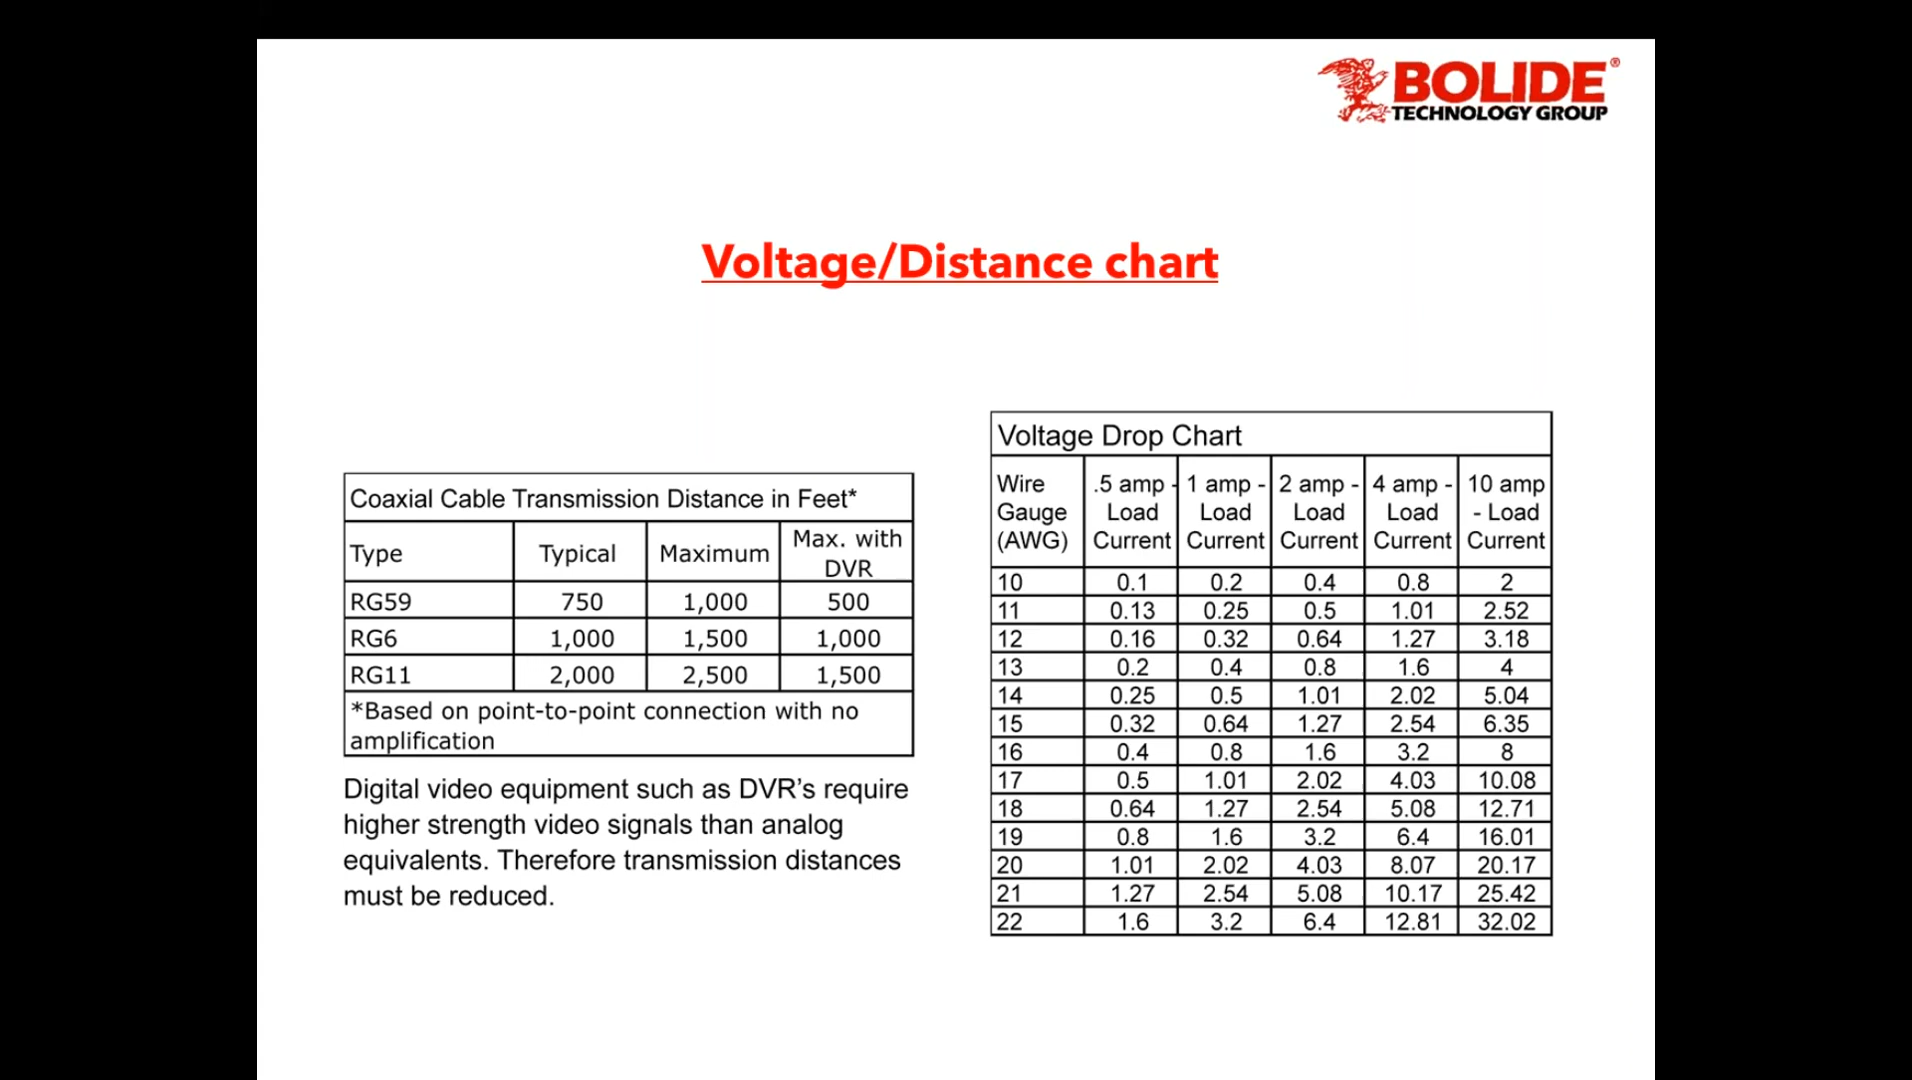 BOLIDE®
TECHNOLOGY GROUP
Voltage/Distance chart
Coaxial Cable Transmission Distance in Feet*
Type Typical Maximum Max. with DVR
RG59 750 1,000 500
RG6 1,000 1,500 1,000
RG11 2,000 2,500 1,500
*Based on point-to-point connection with no
amplification
Digital video equipment such as DVR’s require
higher strength video signals than analog
equivalents. Therefore transmission distances
must be reduced.
Voltage Drop Chart
Wire .5 amp - 1 amp - 2 amp - 4 amp - 10 amp
Gauge Load Load Load Load - Load
(AWG) Current Current Current Current Current
10 0.1 0.2 0.4 0.8 2
11 0.13 0.25 0.5 1.01 2.52
12 0.16 0.32 0.64 1.27 3.18
13 0.2 0.4 0.8 1.6 4
14 0.25 0.5 1.01 2.02 5.04
15 0.32 0.64 1.27 2.54 6.35
16 0.4 0.8 1.6 3.2 8
17 0.5 1.01 2.02 4.03 10.08
18 0.64 1.27 2.54 5.08 12.71
19 0.8 1.6 3.2 6.4 16.01
20 1.01 2.02 4.03 8.07 20.17
21 1.27 2.54 5.08 10.17 25.42
22 1.6 3.2 6.4 12.81 32.02